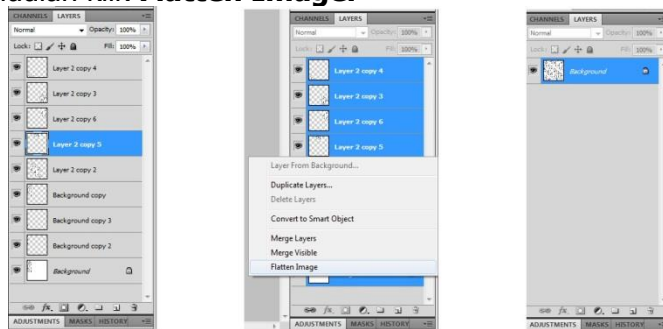 klik Flatten Image.
CHANNELS LAYERS
Normal Opacity: 100%
Lock: Fill: 100%
Layer 2 copy 4
Layer 2 copy 3
Layer 2 copy 6
Layer 2 copy 5
Layer 2 copy 2
Background copy
Background copy 3
Background copy 2
Background
fx.
ADJUSTMENTS MASKS HISTORY
CHANNELS LAYERS
Normal Opacity: 100%
Lock: Fill: 100%
Layer 2 copy 4
Layer 2 copy 3
Layer 2 copy 6
Layer 2 copy 5
Layer From Background...
Duplicate Layers...
Delete Layers
Convert to Smart Object
Merge Layers
Merge Visible
Flatten Image
fx.
ADJUSTMENTS MASKS HISTORY
CHANNELS LAYERS
Normal Opacity: 100%
Lock: Fill: 100%
Background
fx.
ADJUSTMENTS MASKS HISTORY